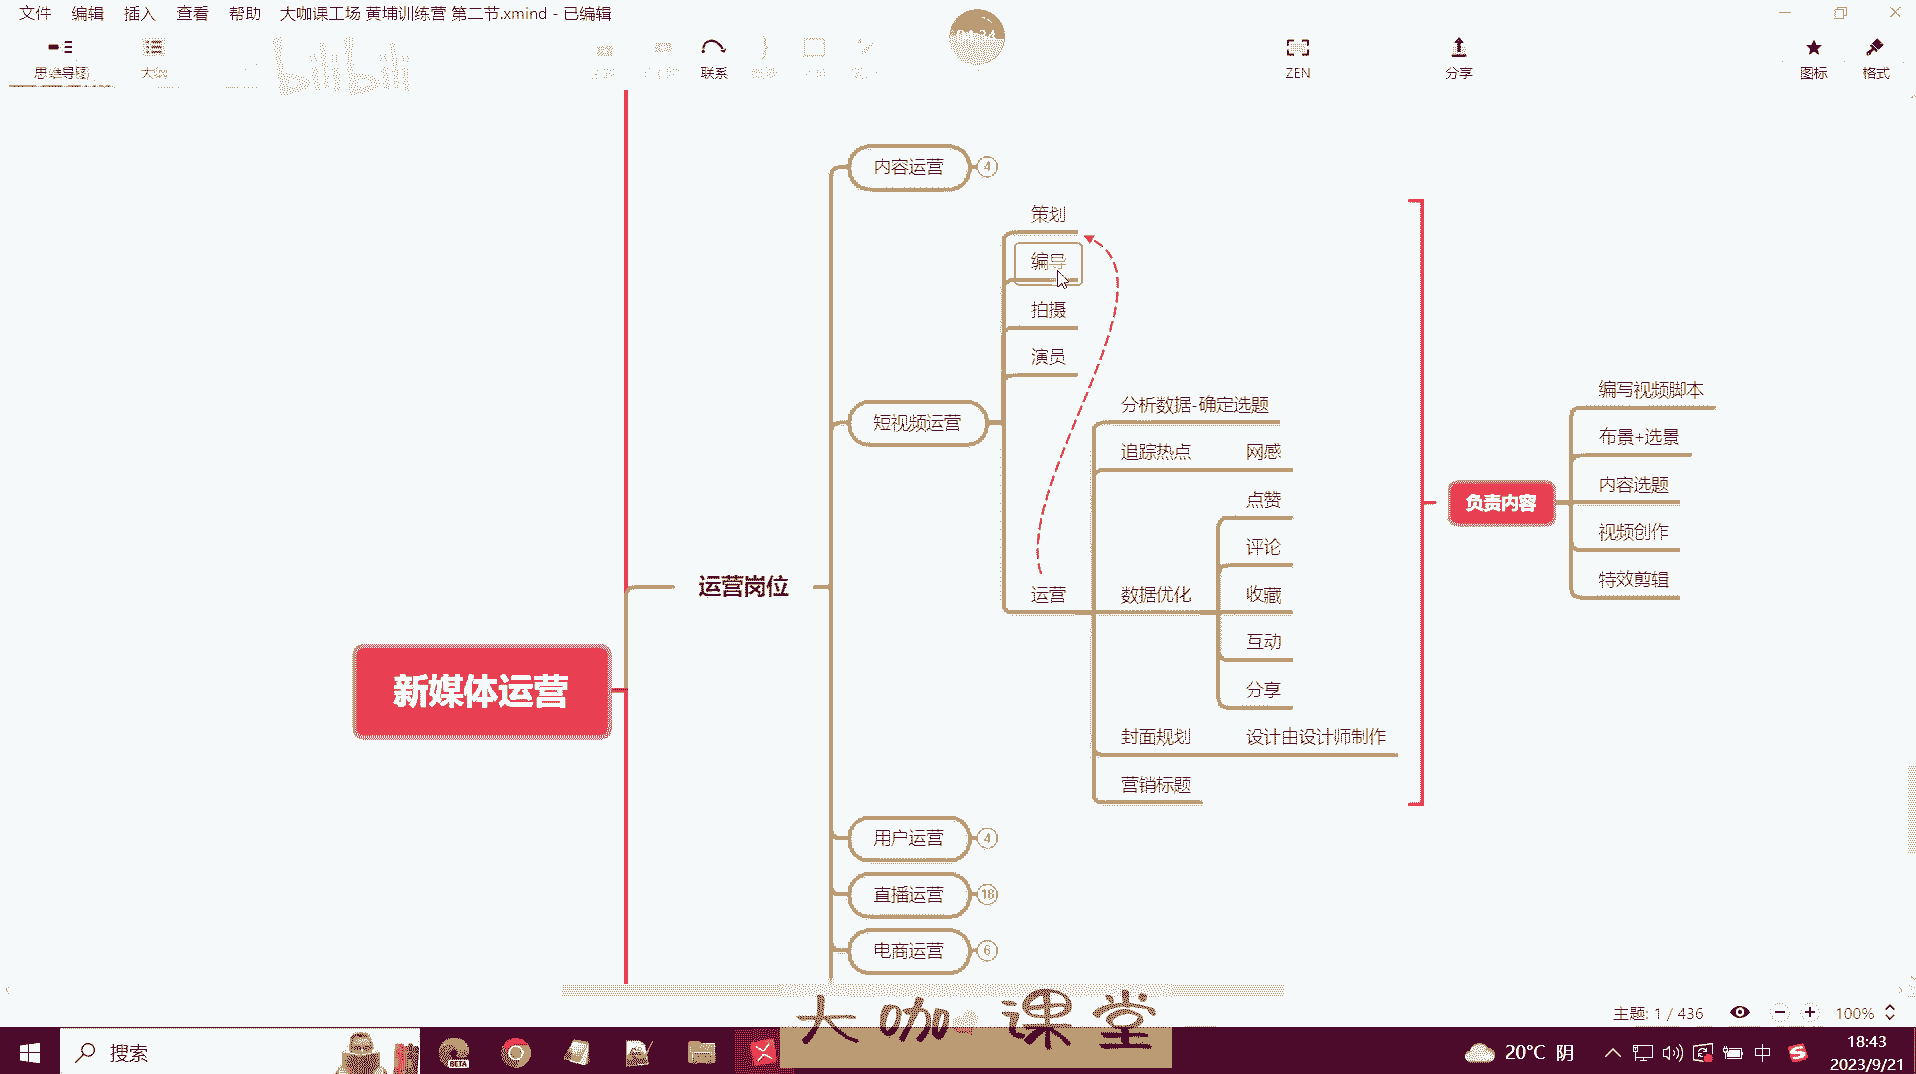 文件 编辑 插入 查看 帮助 大咖课工场 黄埔训练营 第二节.xmind - 已编辑
思维导图 大纲 联系 ZEN 分享 图标 格式
bilibili
内容运营 4
策划
编导
拍摄
演员
短视频运营
分析数据-确定选题
追踪热点 网感
点赞
评论
运营 数据优化 收藏
互动
分享
封面规划 设计由设计师制作
营销标题
负责内容
编写视频脚本
布景+选景
内容选题
视频创作
特效剪辑
运营岗位
新媒体运营
用户运营 4
直播运营 18
电商运营 6
大咖课堂
主题: 1 / 436 100%
搜索 BETA 20°C 阴 中 18:43
2023/9/21